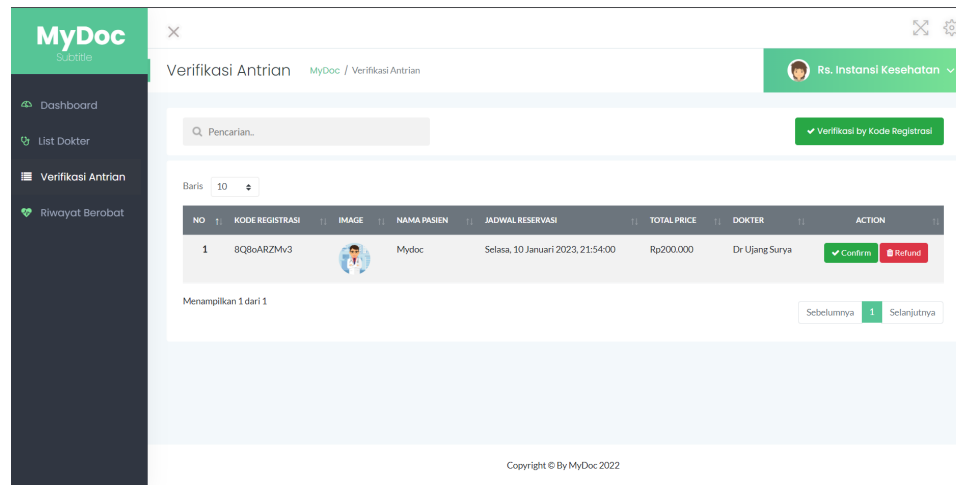 MyDoc
Subtitle
Dashboard
List Dokter
Verifikasi Antrian
Riwayat Berobat
Verifikasi Antrian MyDoc / Verifikasi Antrian
Rs. Instansi Kesehatan
Pencarian..
Verifikasi by Kode Registrasi
Baris 10
NO KODE REGISTRASI IMAGE NAMA PASIEN JADWAL RESERVASI TOTAL PRICE DOKTER ACTION
1 8Q8oARZMv3 Mydoc Selasa, 10 Januari 2023, 21:54:00 Rp200.000 Dr Ujang Surya Confirm Refund
Menampilkan 1 dari 1
Sebelumnya 1 Selanjutnya
Copyright © By MyDoc 2022